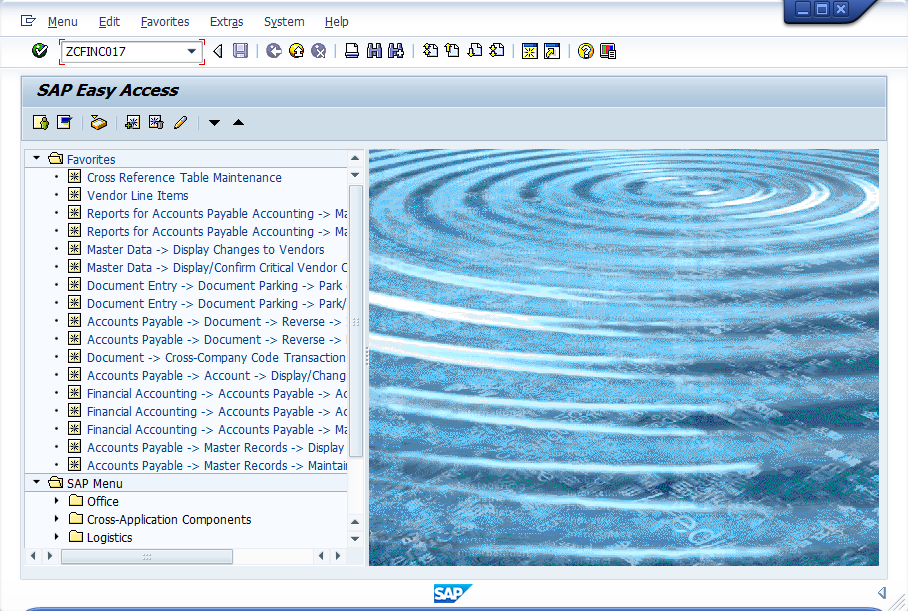 Menu Edit Favorites Extras System Help
ZCFINC017
SAP Easy Access
Favorites
Cross Reference Table Maintenance
Vendor Line Items
Reports for Accounts Payable Accounting -> Ma
Reports for Accounts Payable Accounting -> Ma
Master Data -> Display Changes to Vendors
Master Data -> Display/Confirm Critical Vendor C
Document Entry -> Document Parking -> Park
Document Entry -> Document Parking -> Park/
Accounts Payable -> Document -> Reverse ->
Accounts Payable -> Document -> Reverse ->
Document -> Cross-Company Code Transaction
Accounts Payable -> Account -> Display/Chang
Financial Accounting -> Accounts Payable -> Ac
Financial Accounting -> Accounts Payable -> Ac
Financial Accounting -> Accounts Payable -> Ma
Accounts Payable -> Master Records -> Display
Accounts Payable -> Master Records -> Maintai
SAP Menu
Office
Cross-Application Components
Logistics
SAP